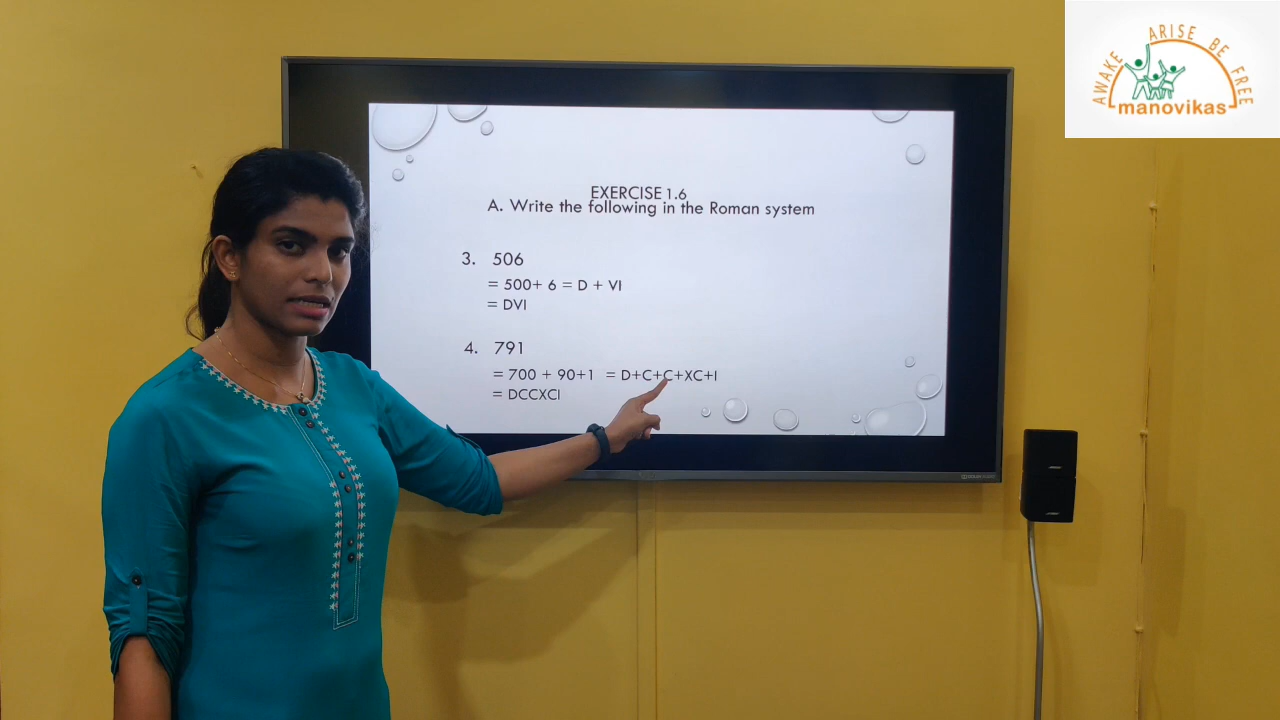 AWAKE ARISE BE FREE
manovikas
EXERCISE 1.6
A. Write the following in the Roman system
3. 506
= 500+ 6 = D + VI
= DVI
4. 791
= 700 + 90+1 = D+C+C+XC+I
= DCCXCI